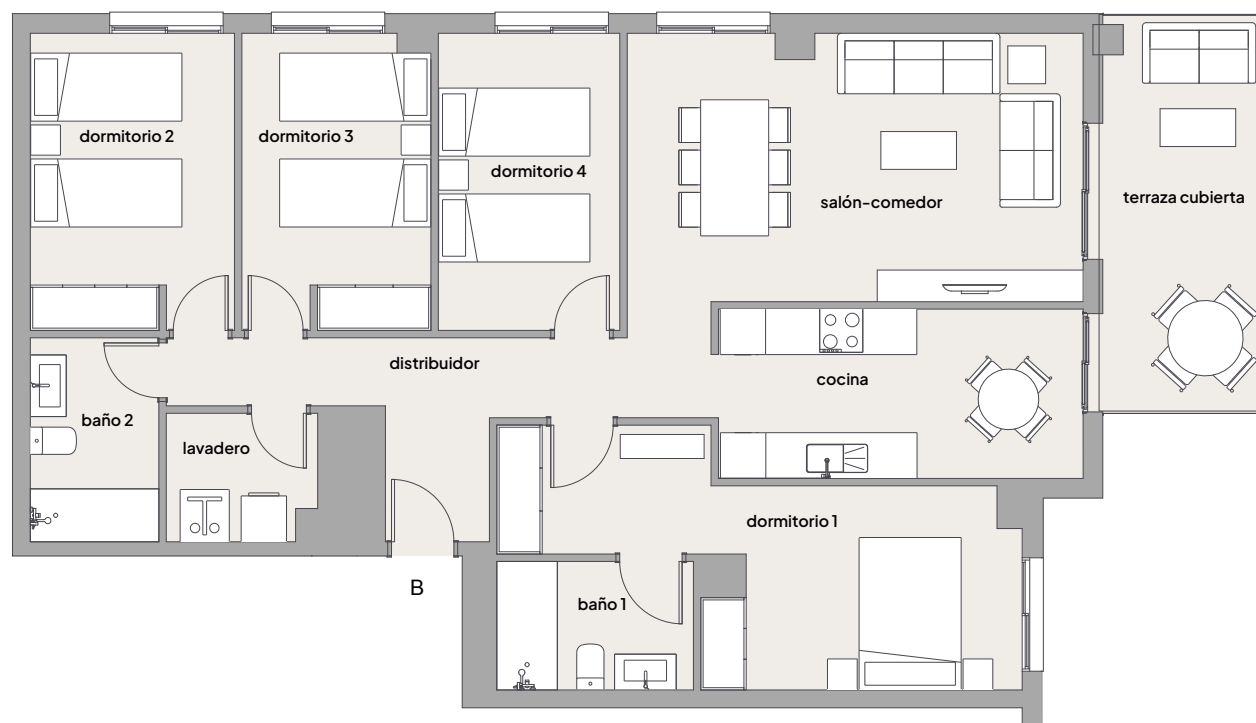 dormitorio 2
dormitorio 3
dormitorio 4
salón-comedor
terraza cubierta
distribuidor
cocina
baño 2
lavadero
dormitorio 1
B
baño 1